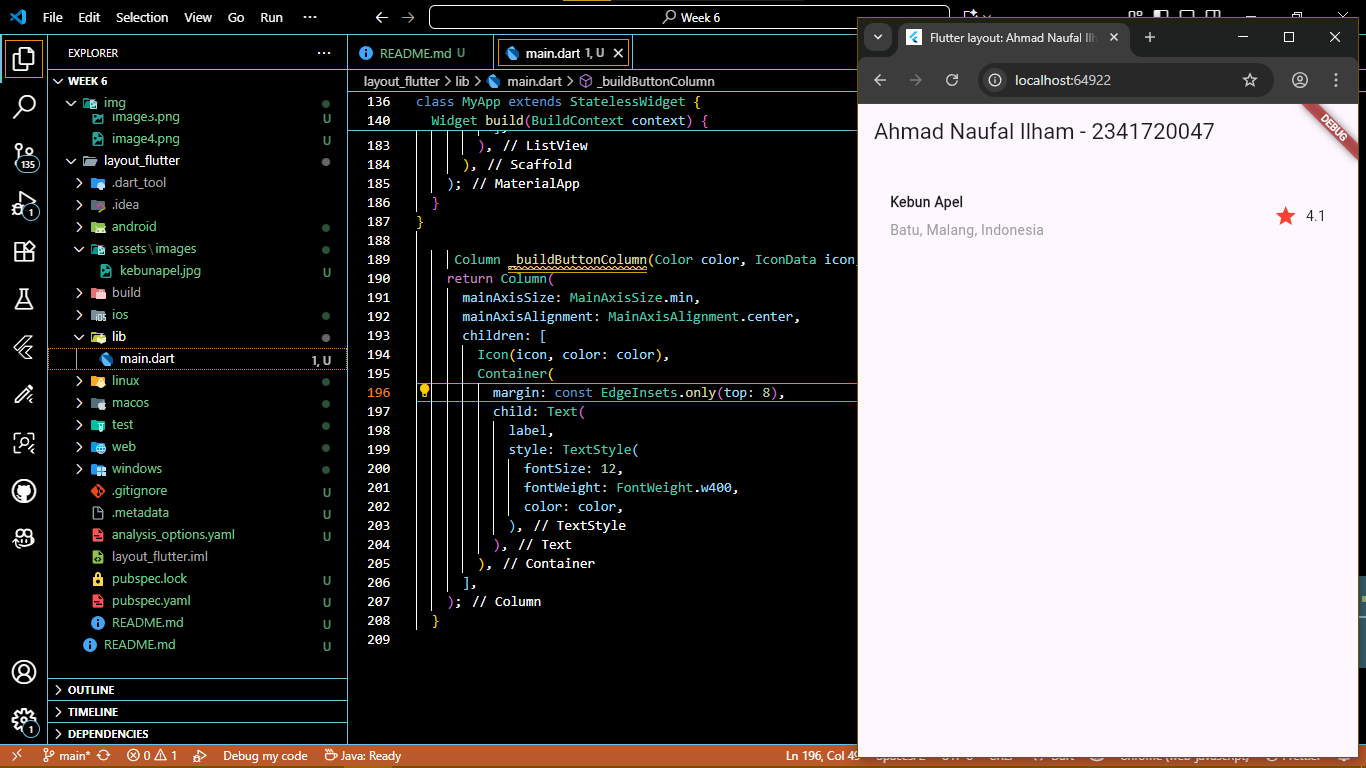 File Edit Selection View Go Run ··· Week 6
EXPLORER ···
WEEK 6
img
image3.png U
image4.png U
layout_flutter
.dart_tool
.idea
android
assets\images
kebunapel.jpg U
build
ios
lib
main.dart 1, U
linux
macos
test
web
windows
.gitignore U
.metadata U
analysis_options.yaml U
layout_flutter.iml
pubspec.lock U
pubspec.yaml U
README.md U
README.md U
OUTLINE
TIMELINE
DEPENDENCIES
135
1
1
README.md U main.dart 1, U
layout_flutter > lib > main.dart > _buildButtonColumn
136 class MyApp extends StatelessWidget {
140 Widget build(BuildContext context) {
183 ), // ListView
184 ), // Scaffold
185 ); // MaterialApp
186 }
187 }
188
189 Column _buildButtonColumn(Color color, IconData icon,
190 return Column(
191 mainAxisSize: MainAxisSize.min,
192 mainAxisAlignment: MainAxisAlignment.center,
193 children: [
194 Icon(icon, color: color),
195 Container(
196 margin: const EdgeInsets.only(top: 8),
197 child: Text(
198 label,
199 style: TextStyle(
200 fontSize: 12,
201 fontWeight: FontWeight.w400,
202 color: color,
203 ), // TextStyle
204 ), // Text
205 ), // Container
206 ],
207 ); // Column
208 }
209
main* 0 1 Debug my code Java: Ready Ln 196, Col 4
Flutter layout: Ahmad Naufal Ilh
localhost:64922
Ahmad Naufal Ilham - 2341720047
DEBUG
Kebun Apel
Batu, Malang, Indonesia
4.1